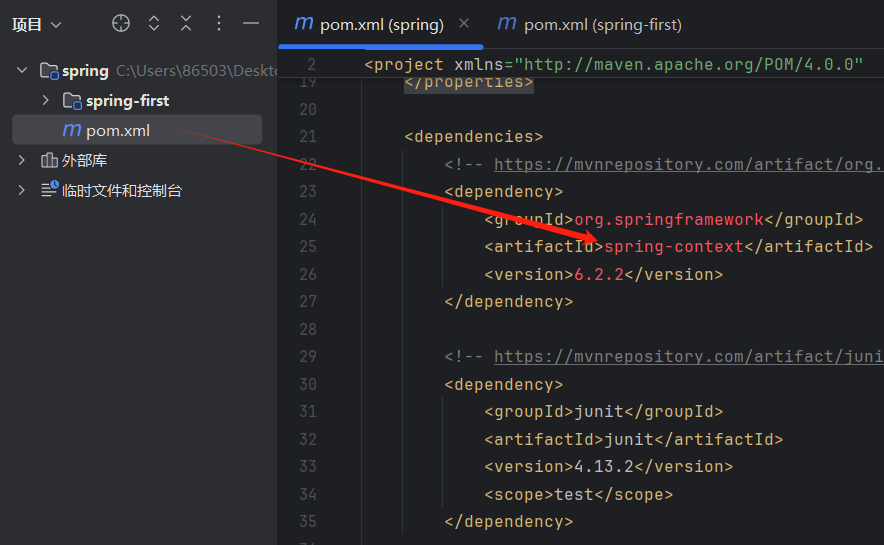 项目
spring C:\Users\86503\Deskt
spring-first
m pom.xml
外部库
临时文件和控制台
m pom.xml (spring) × m pom.xml (spring-first)
2 <project xmlns="http://maven.apache.org/POM/4.0.0"
19 </properties>
20
21 <dependencies>
22 <!-- https://mvnrepository.com/artifact/org.
23 <dependency>
24 <groupId>org.springframework</groupId>
25 <artifactId>spring-context</artifactId>
26 <version>6.2.2</version>
27 </dependency>
28
29 <!-- https://mvnrepository.com/artifact/juni
30 <dependency>
31 <groupId>junit</groupId>
32 <artifactId>junit</artifactId>
33 <version>4.13.2</version>
34 <scope>test</scope>
35 </dependency>